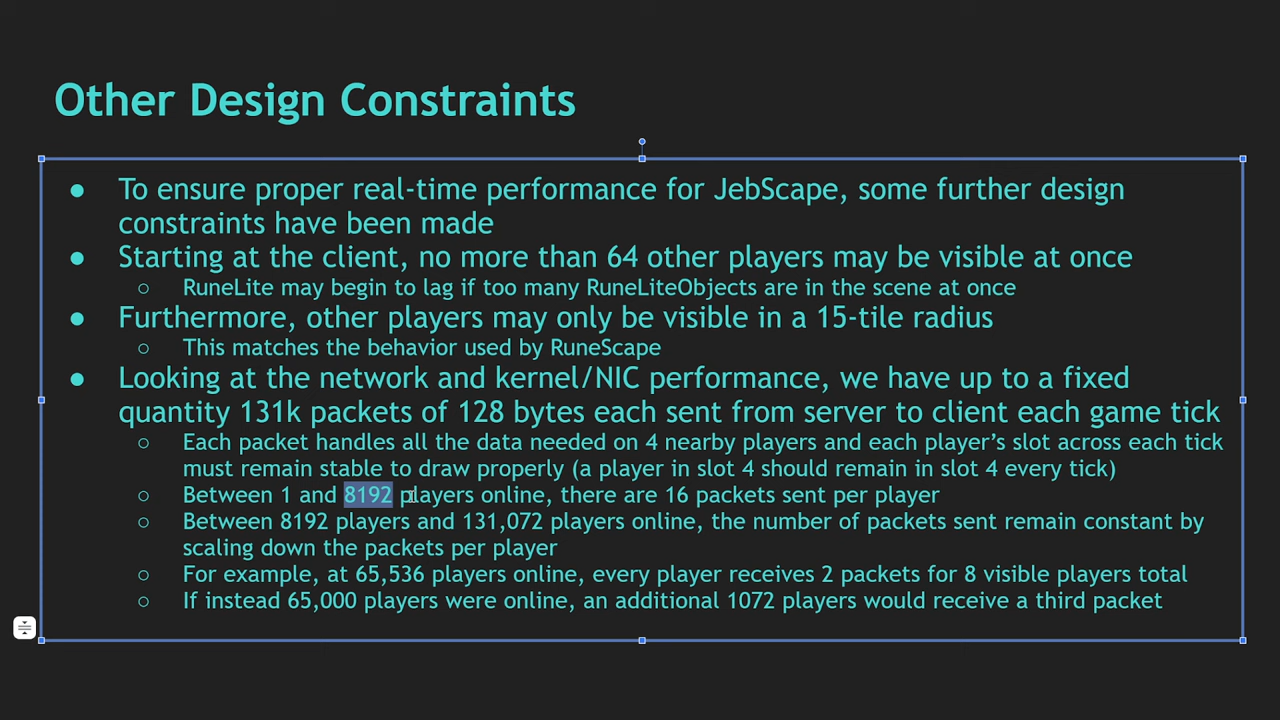 Other Design Constraints
● To ensure proper real-time performance for JebScape, some further design
constraints have been made
● Starting at the client, no more than 64 other players may be visible at once
○ RuneLite may begin to lag if too many RuneLiteObjects are in the scene at once
● Furthermore, other players may only be visible in a 15-tile radius
○ This matches the behavior used by RuneScape
● Looking at the network and kernel/NIC performance, we have up to a fixed
quantity 131k packets of 128 bytes each sent from server to client each game tick
○ Each packet handles all the data needed on 4 nearby players and each player’s slot across each tick
must remain stable to draw properly (a player in slot 4 should remain in slot 4 every tick)
○ Between 1 and 8192 players online, there are 16 packets sent per player
○ Between 8192 players and 131,072 players online, the number of packets sent remain constant by
scaling down the packets per player
○ For example, at 65,536 players online, every player receives 2 packets for 8 visible players total
○ If instead 65,000 players were online, an additional 1072 players would receive a third packet